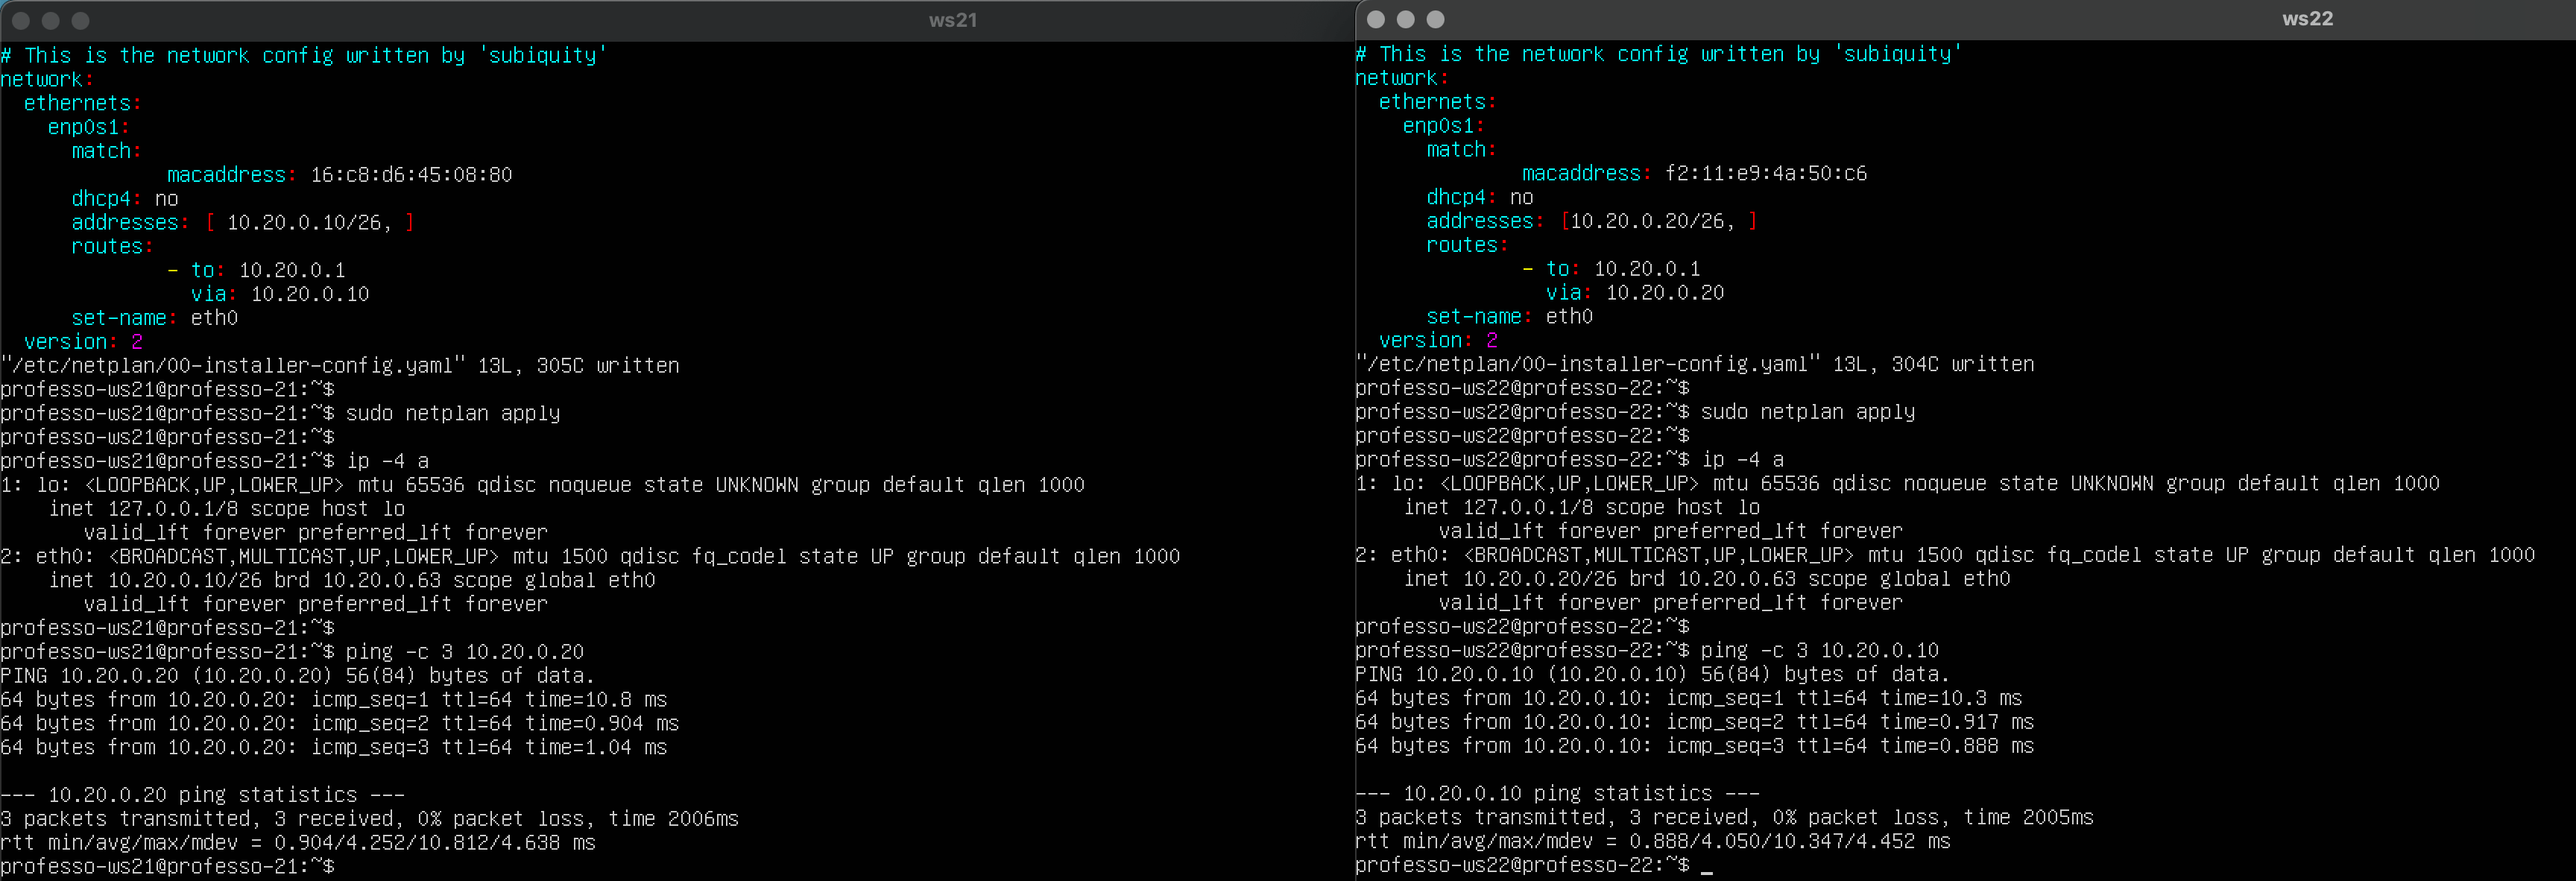 ws21
# This is the network config written by 'subiquity'
network:
  ethernets:
    enp0s1:
      match:
              macaddress: 16:c8:d6:45:08:80
      dhcp4: no
      addresses: [ 10.20.0.10/26, ]
      routes:
              - to: 10.20.0.1
                via: 10.20.0.10
      set-name: eth0
  version: 2
"/etc/netplan/00-installer-config.yaml" 13L, 305C written
professo-ws21@professo-21:~$
professo-ws21@professo-21:~$ sudo netplan apply
professo-ws21@professo-21:~$
professo-ws21@professo-21:~$ ip -4 a
1: lo: <LOOPBACK,UP,LOWER_UP> mtu 65536 qdisc noqueue state UNKNOWN group default qlen 1000
    inet 127.0.0.1/8 scope host lo
       valid_lft forever preferred_lft forever
2: eth0: <BROADCAST,MULTICAST,UP,LOWER_UP> mtu 1500 qdisc fq_codel state UP group default qlen 1000
    inet 10.20.0.10/26 brd 10.20.0.63 scope global eth0
       valid_lft forever preferred_lft forever
professo-ws21@professo-21:~$
professo-ws21@professo-21:~$ ping -c 3 10.20.0.20
PING 10.20.0.20 (10.20.0.20) 56(84) bytes of data.
64 bytes from 10.20.0.20: icmp_seq=1 ttl=64 time=10.8 ms
64 bytes from 10.20.0.20: icmp_seq=2 ttl=64 time=0.904 ms
64 bytes from 10.20.0.20: icmp_seq=3 ttl=64 time=1.04 ms

--- 10.20.0.20 ping statistics ---
3 packets transmitted, 3 received, 0% packet loss, time 2006ms
rtt min/avg/max/mdev = 0.904/4.252/10.812/4.638 ms
professo-ws21@professo-21:~$
ws22
# This is the network config written by 'subiquity'
network:
  ethernets:
    enp0s1:
      match:
              macaddress: f2:11:e9:4a:50:c6
      dhcp4: no
      addresses: [10.20.0.20/26, ]
      routes:
              - to: 10.20.0.1
                via: 10.20.0.20
      set-name: eth0
  version: 2
"/etc/netplan/00-installer-config.yaml" 13L, 304C written
professo-ws22@professo-22:~$
professo-ws22@professo-22:~$ sudo netplan apply
professo-ws22@professo-22:~$
professo-ws22@professo-22:~$ ip -4 a
1: lo: <LOOPBACK,UP,LOWER_UP> mtu 65536 qdisc noqueue state UNKNOWN group default qlen 1000
    inet 127.0.0.1/8 scope host lo
       valid_lft forever preferred_lft forever
2: eth0: <BROADCAST,MULTICAST,UP,LOWER_UP> mtu 1500 qdisc fq_codel state UP group default qlen 1000
    inet 10.20.0.20/26 brd 10.20.0.63 scope global eth0
       valid_lft forever preferred_lft forever
professo-ws22@professo-22:~$
professo-ws22@professo-22:~$ ping -c 3 10.20.0.10
PING 10.20.0.10 (10.20.0.10) 56(84) bytes of data.
64 bytes from 10.20.0.10: icmp_seq=1 ttl=64 time=10.3 ms
64 bytes from 10.20.0.10: icmp_seq=2 ttl=64 time=0.917 ms
64 bytes from 10.20.0.10: icmp_seq=3 ttl=64 time=0.888 ms

--- 10.20.0.10 ping statistics ---
3 packets transmitted, 3 received, 0% packet loss, time 2005ms
rtt min/avg/max/mdev = 0.888/4.050/10.347/4.452 ms
professo-ws22@professo-22:~$ _